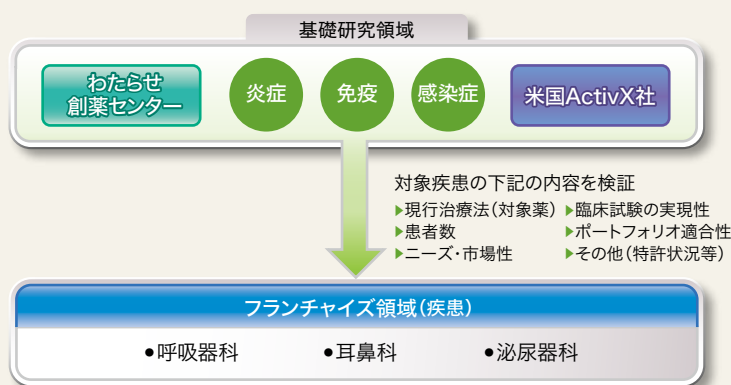 基礎研究領域
わたらせ
創薬センター
炎症
免疫
感染症
米国ActivX社
対象疾患の下記の内容を検証
▶現行治療法(対象薬) ▶臨床試験の実現性
▶患者数 ▶ポートフォリオ適合性
▶ニーズ・市場性 ▶その他(特許状況等)
フランチャイズ領域(疾患)
●呼吸器科 ●耳鼻科 ●泌尿器科